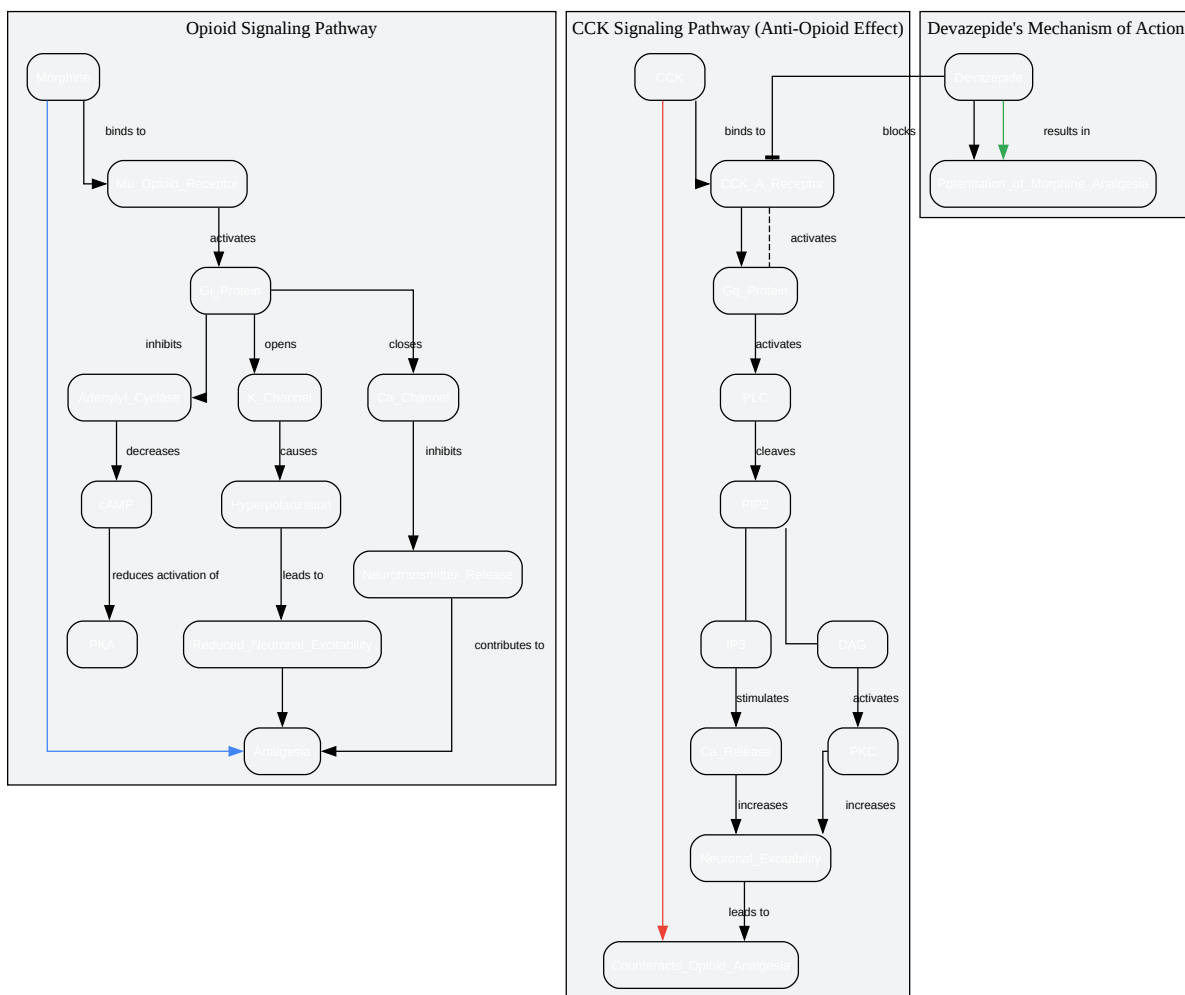 Opioid Signaling Pathway
Morphine
binds to
Mu_Opioid_Receptor
activates
Gi_Protein
inhibits
opens
closes
Adenylyl_Cyclase
K_Channel
Ca_Channel
decreases
causes
inhibits
cAMP
Hyperpolarization
Neurotransmitter_Release
reduces activation of
leads to
PKA
Reduced_Neuronal_Excitability
contributes to
Analgesia
CCK Signaling Pathway (Anti-Opioid Effect)
CCK
binds to
blocks
CCK_A_Receptor
activates
Gq_Protein
activates
PLC
cleaves
PIP2
IP3
DAG
stimulates
activates
Ca_Release
PKC
increases
increases
Neuronal_Excitability
leads to
Counteracts_Opioid_Analgesia
Devazepide's Mechanism of Action
Devazepide
results in
Potentiation_of_Morphine_Analgesia